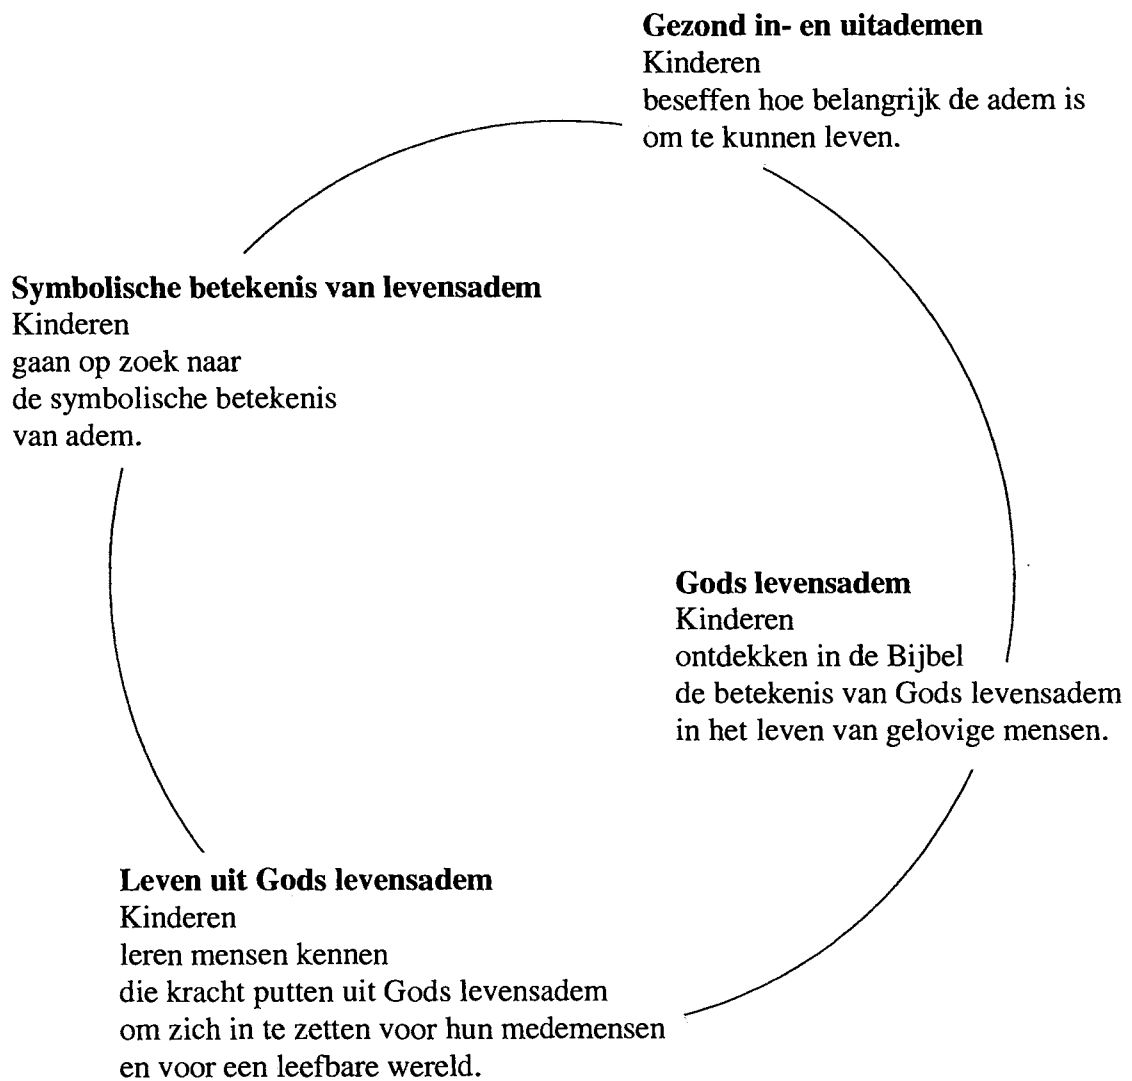 Gezond in- en uitademen
Kinderen
beseffen hoe belangrijk de adem is
om te kunnen leven.
Symbolische betekenis van levensadem
Kinderen
gaan op zoek naar
de symbolische betekenis
van adem.
Gods levensadem
Kinderen
ontdekken in de Bijbel
de betekenis van Gods levensadem
in het leven van gelovige mensen.
Leven uit Gods levensadem
Kinderen
leren mensen kennen
die kracht putten uit Gods levensadem
om zich in te zetten voor hun medemensen
en voor een leefbare wereld.